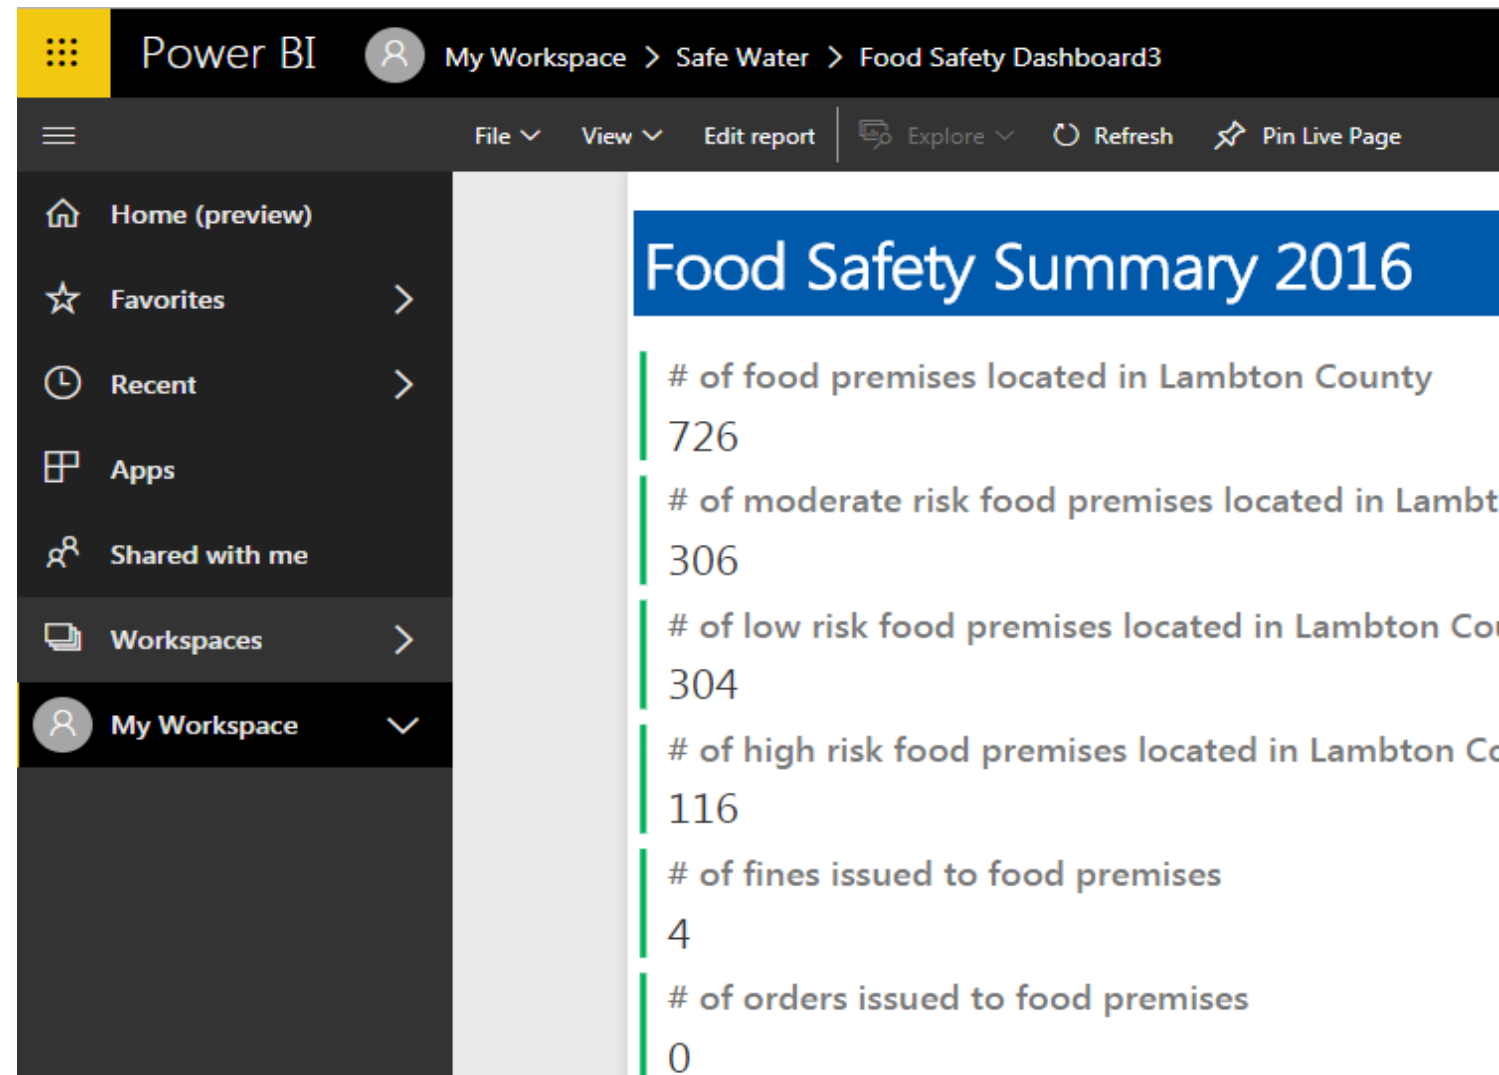 Power BI My Workspace > Safe Water > Food Safety Dashboard3
File View Edit report Explore Refresh Pin Live Page
Home (preview)
Favorites
Recent
Apps
Shared with me
Workspaces
My Workspace
Food Safety Summary 2016
# of food premises located in Lambton County
726
# of moderate risk food premises located in Lambt
306
# of low risk food premises located in Lambton Cou
304
# of high risk food premises located in Lambton Co
116
# of fines issued to food premises
4
# of orders issued to food premises
0